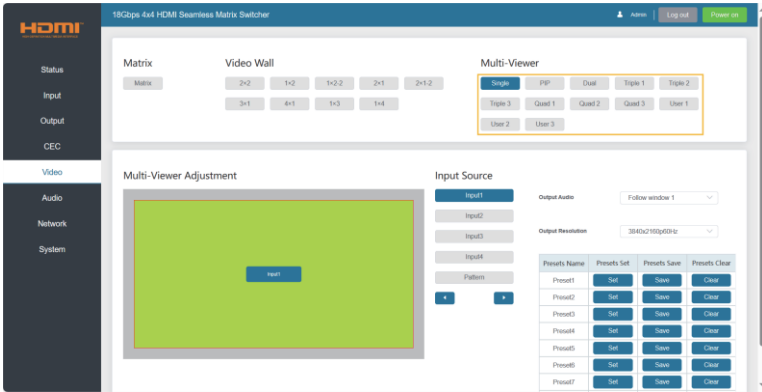 HDMI
18Gbps 4x4 HDMI Seamless Matrix Switcher
Admin
Log out
Power on
Status
Input
Output
CEC
Video
Audio
Network
System
Matrix
Matrix
Video Wall
2×2 1×2 1×2-2 2×1 2×1-2
3×1 4×1 1×3 1×4
Multi-Viewer
Single PIP Dual Triple 1 Triple 2
Triple 3 Quad 1 Quad 2 Quad 3 User 1
User 2 User 3
Multi-Viewer Adjustment
Input1
Input Source
Input1
Input2
Input3
Input4
Pattern
Output Audio Follow window 1
Output Resolution 3840x2160p60Hz
Presets Name Presets Set Presets Save Presets Clear
Preset1 Set Save Clear
Preset2 Set Save Clear
Preset3 Set Save Clear
Preset4 Set Save Clear
Preset5 Set Save Clear
Preset6 Set Save Clear
Preset7 Set Save Clear